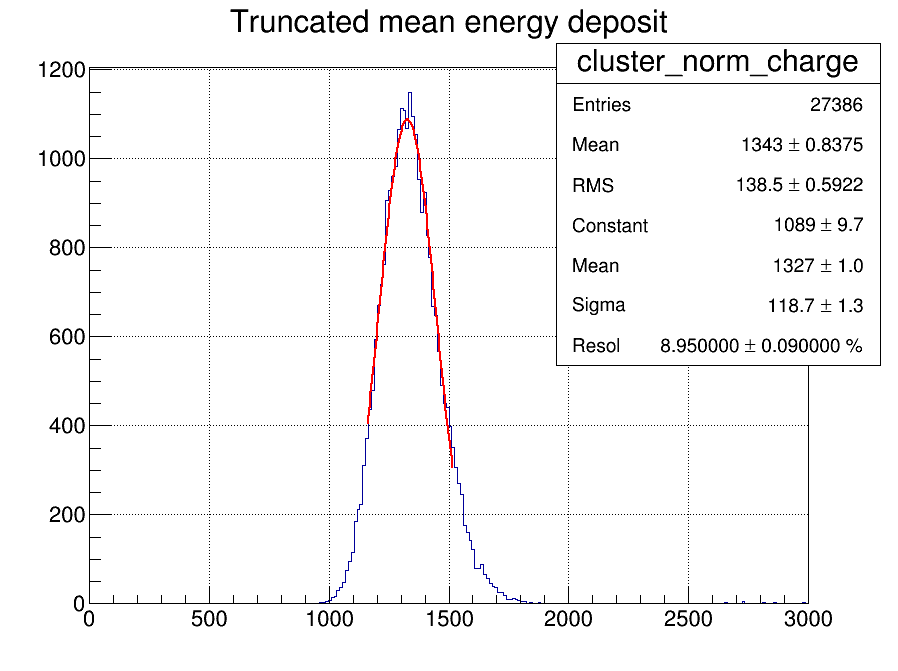 Truncated mean energy deposit
cluster_norm_charge
Entries 27386
Mean 1343 ± 0.8375
RMS 138.5 ± 0.5922
Constant 1089 ± 9.7
Mean 1327 ± 1.0
Sigma 118.7 ± 1.3
Resol 8.950000 ± 0.090000 %
1200
1000
800
600
400
200
0
0 500 1000 1500 2000 2500 3000